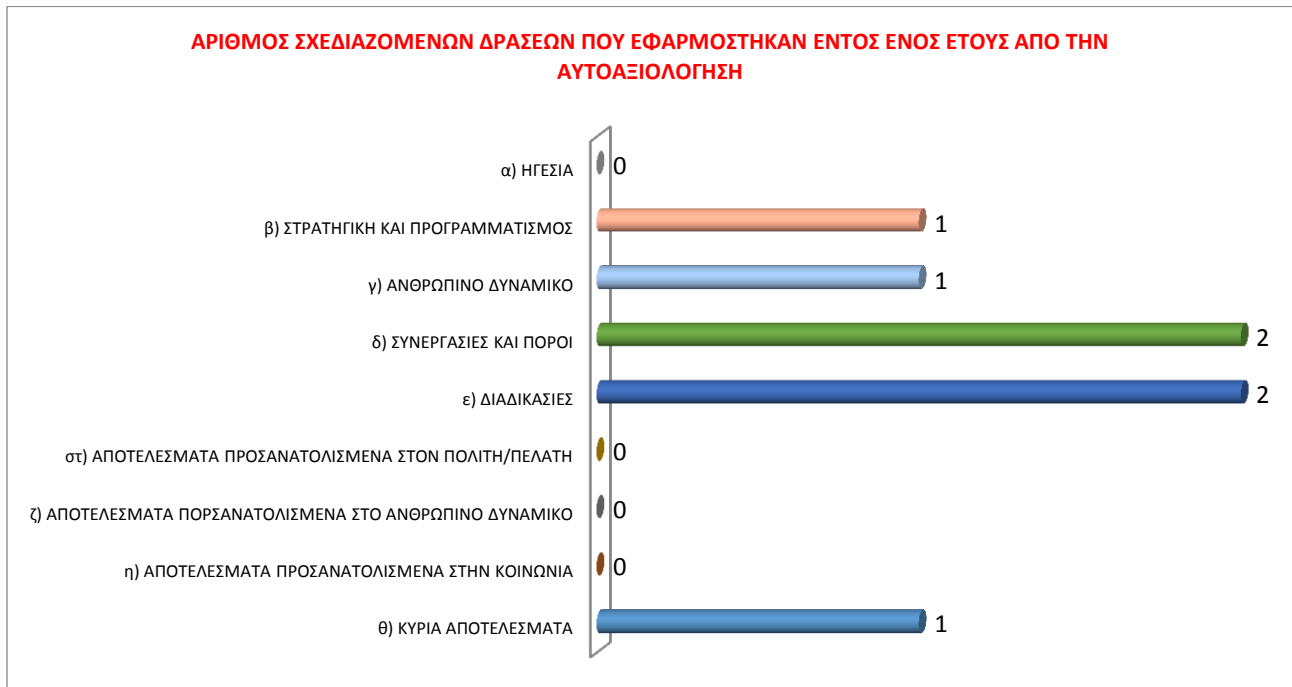 ΑΡΙΘΜΟΣ ΣΧΕΔΙΑΖΟΜΕΝΩΝ ΔΡΑΣΕΩΝ ΠΟΥ ΕΦΑΡΜΟΣΤΗΚΑΝ ΕΝΤΟΣ ΕΝΟΣ ΕΤΟΥΣ ΑΠΟ ΤΗΝ
ΑΥΤΟΑΞΙΟΛΟΓΗΣΗ
α) ΗΓΕΣΙΑ 0
β) ΣΤΡΑΤΗΓΙΚΗ ΚΑΙ ΠΡΟΓΡΑΜΜΑΤΙΣΜΟΣ 1
γ) ΑΝΘΡΩΠΙΝΟ ΔΥΝΑΜΙΚΟ 1
δ) ΣΥΝΕΡΓΑΣΙΕΣ ΚΑΙ ΠΟΡΟΙ 2
ε) ΔΙΑΔΙΚΑΣΙΕΣ 2
στ) ΑΠΟΤΕΛΕΣΜΑΤΑ ΠΡΟΣΑΝΑΤΟΛΙΣΜΕΝΑ ΣΤΟΝ ΠΟΛΙΤΗ/ΠΕΛΑΤΗ 0
ζ) ΑΠΟΤΕΛΕΣΜΑΤΑ ΠΟΡΣΑΝΑΤΟΛΙΣΜΕΝΑ ΣΤΟ ΑΝΘΡΩΠΙΝΟ ΔΥΝΑΜΙΚΟ 0
η) ΑΠΟΤΕΛΕΣΜΑΤΑ ΠΡΟΣΑΝΑΤΟΛΙΣΜΕΝΑ ΣΤΗΝ ΚΟΙΝΩΝΙΑ 0
θ) ΚΥΡΙΑ ΑΠΟΤΕΛΕΣΜΑΤΑ 1